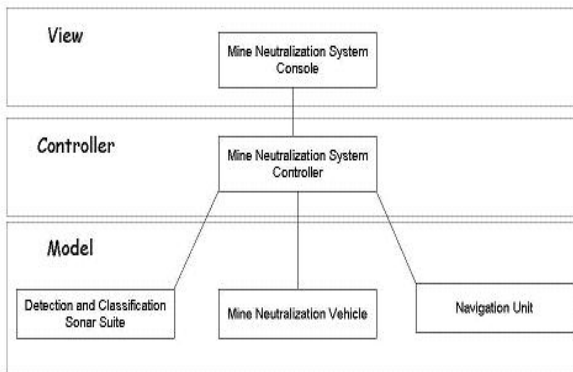 View
Mine Neutralization System
Console
Controller
Mine Neutralization System
Controller
Model
Detection and Classification
Sonar Suite
Mine Neutralization Vehicle
Navigation Unit